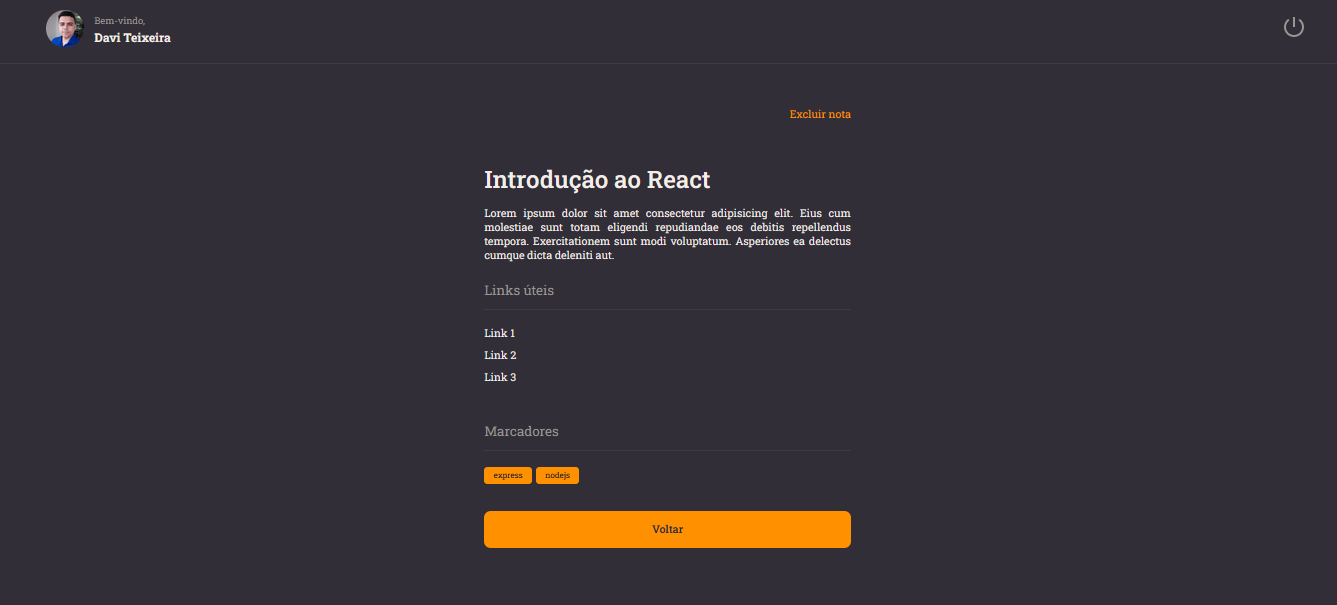 Bem-vindo,
Davi Teixeira
Excluir nota
Introdução ao React
Lorem ipsum dolor sit amet consectetur adipisicing elit. Eius cum
molestiae sunt totam eligendi repudiandae eos debitis repellendus
tempora. Exercitationem sunt modi voluptatum. Asperiores ea delectus
cumque dicta deleniti aut.
Links úteis
Link 1
Link 2
Link 3
Marcadores
express nodejs
Voltar